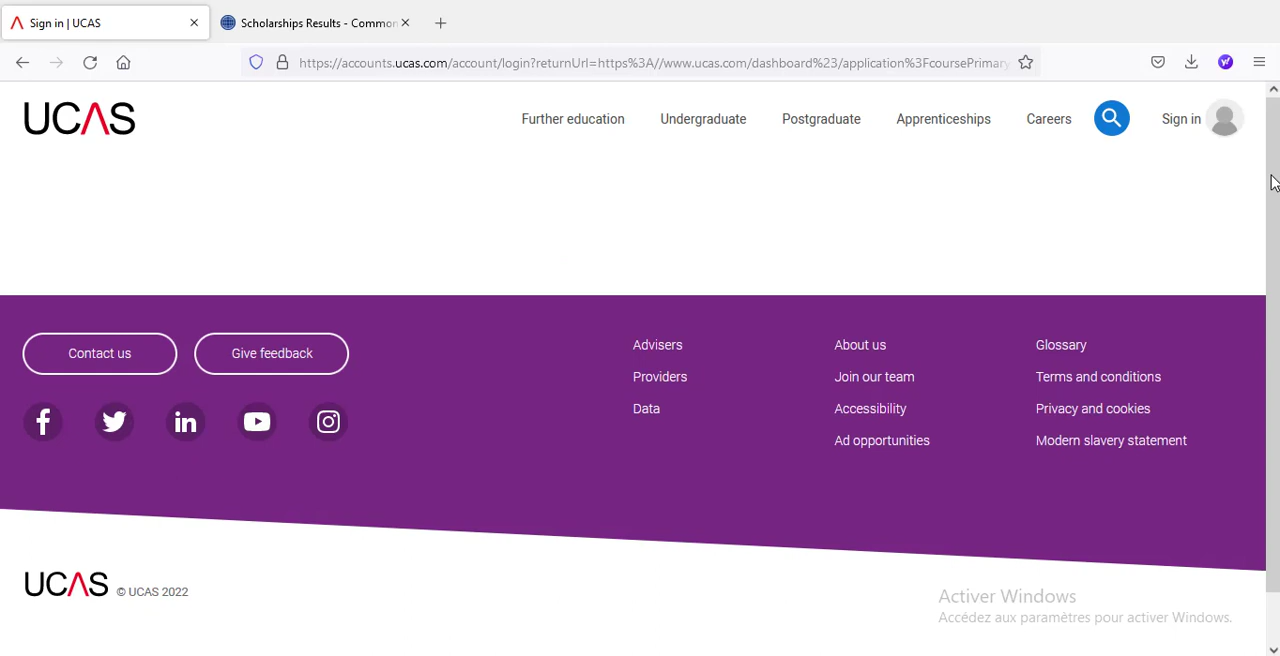 Sign in | UCAS
Scholarships Results - Common
https://accounts.ucas.com/account/login?returnUrl=https%3A//www.ucas.com/dashboard%23/application%3FcoursePrimary
UCAS
Further education
Undergraduate
Postgraduate
Apprenticeships
Careers
Sign in
Contact us
Give feedback
Advisers
Providers
Data
About us
Join our team
Accessibility
Ad opportunities
Glossary
Terms and conditions
Privacy and cookies
Modern slavery statement
UCAS © UCAS 2022
Activer Windows
Accédez aux paramètres pour activer Windows.